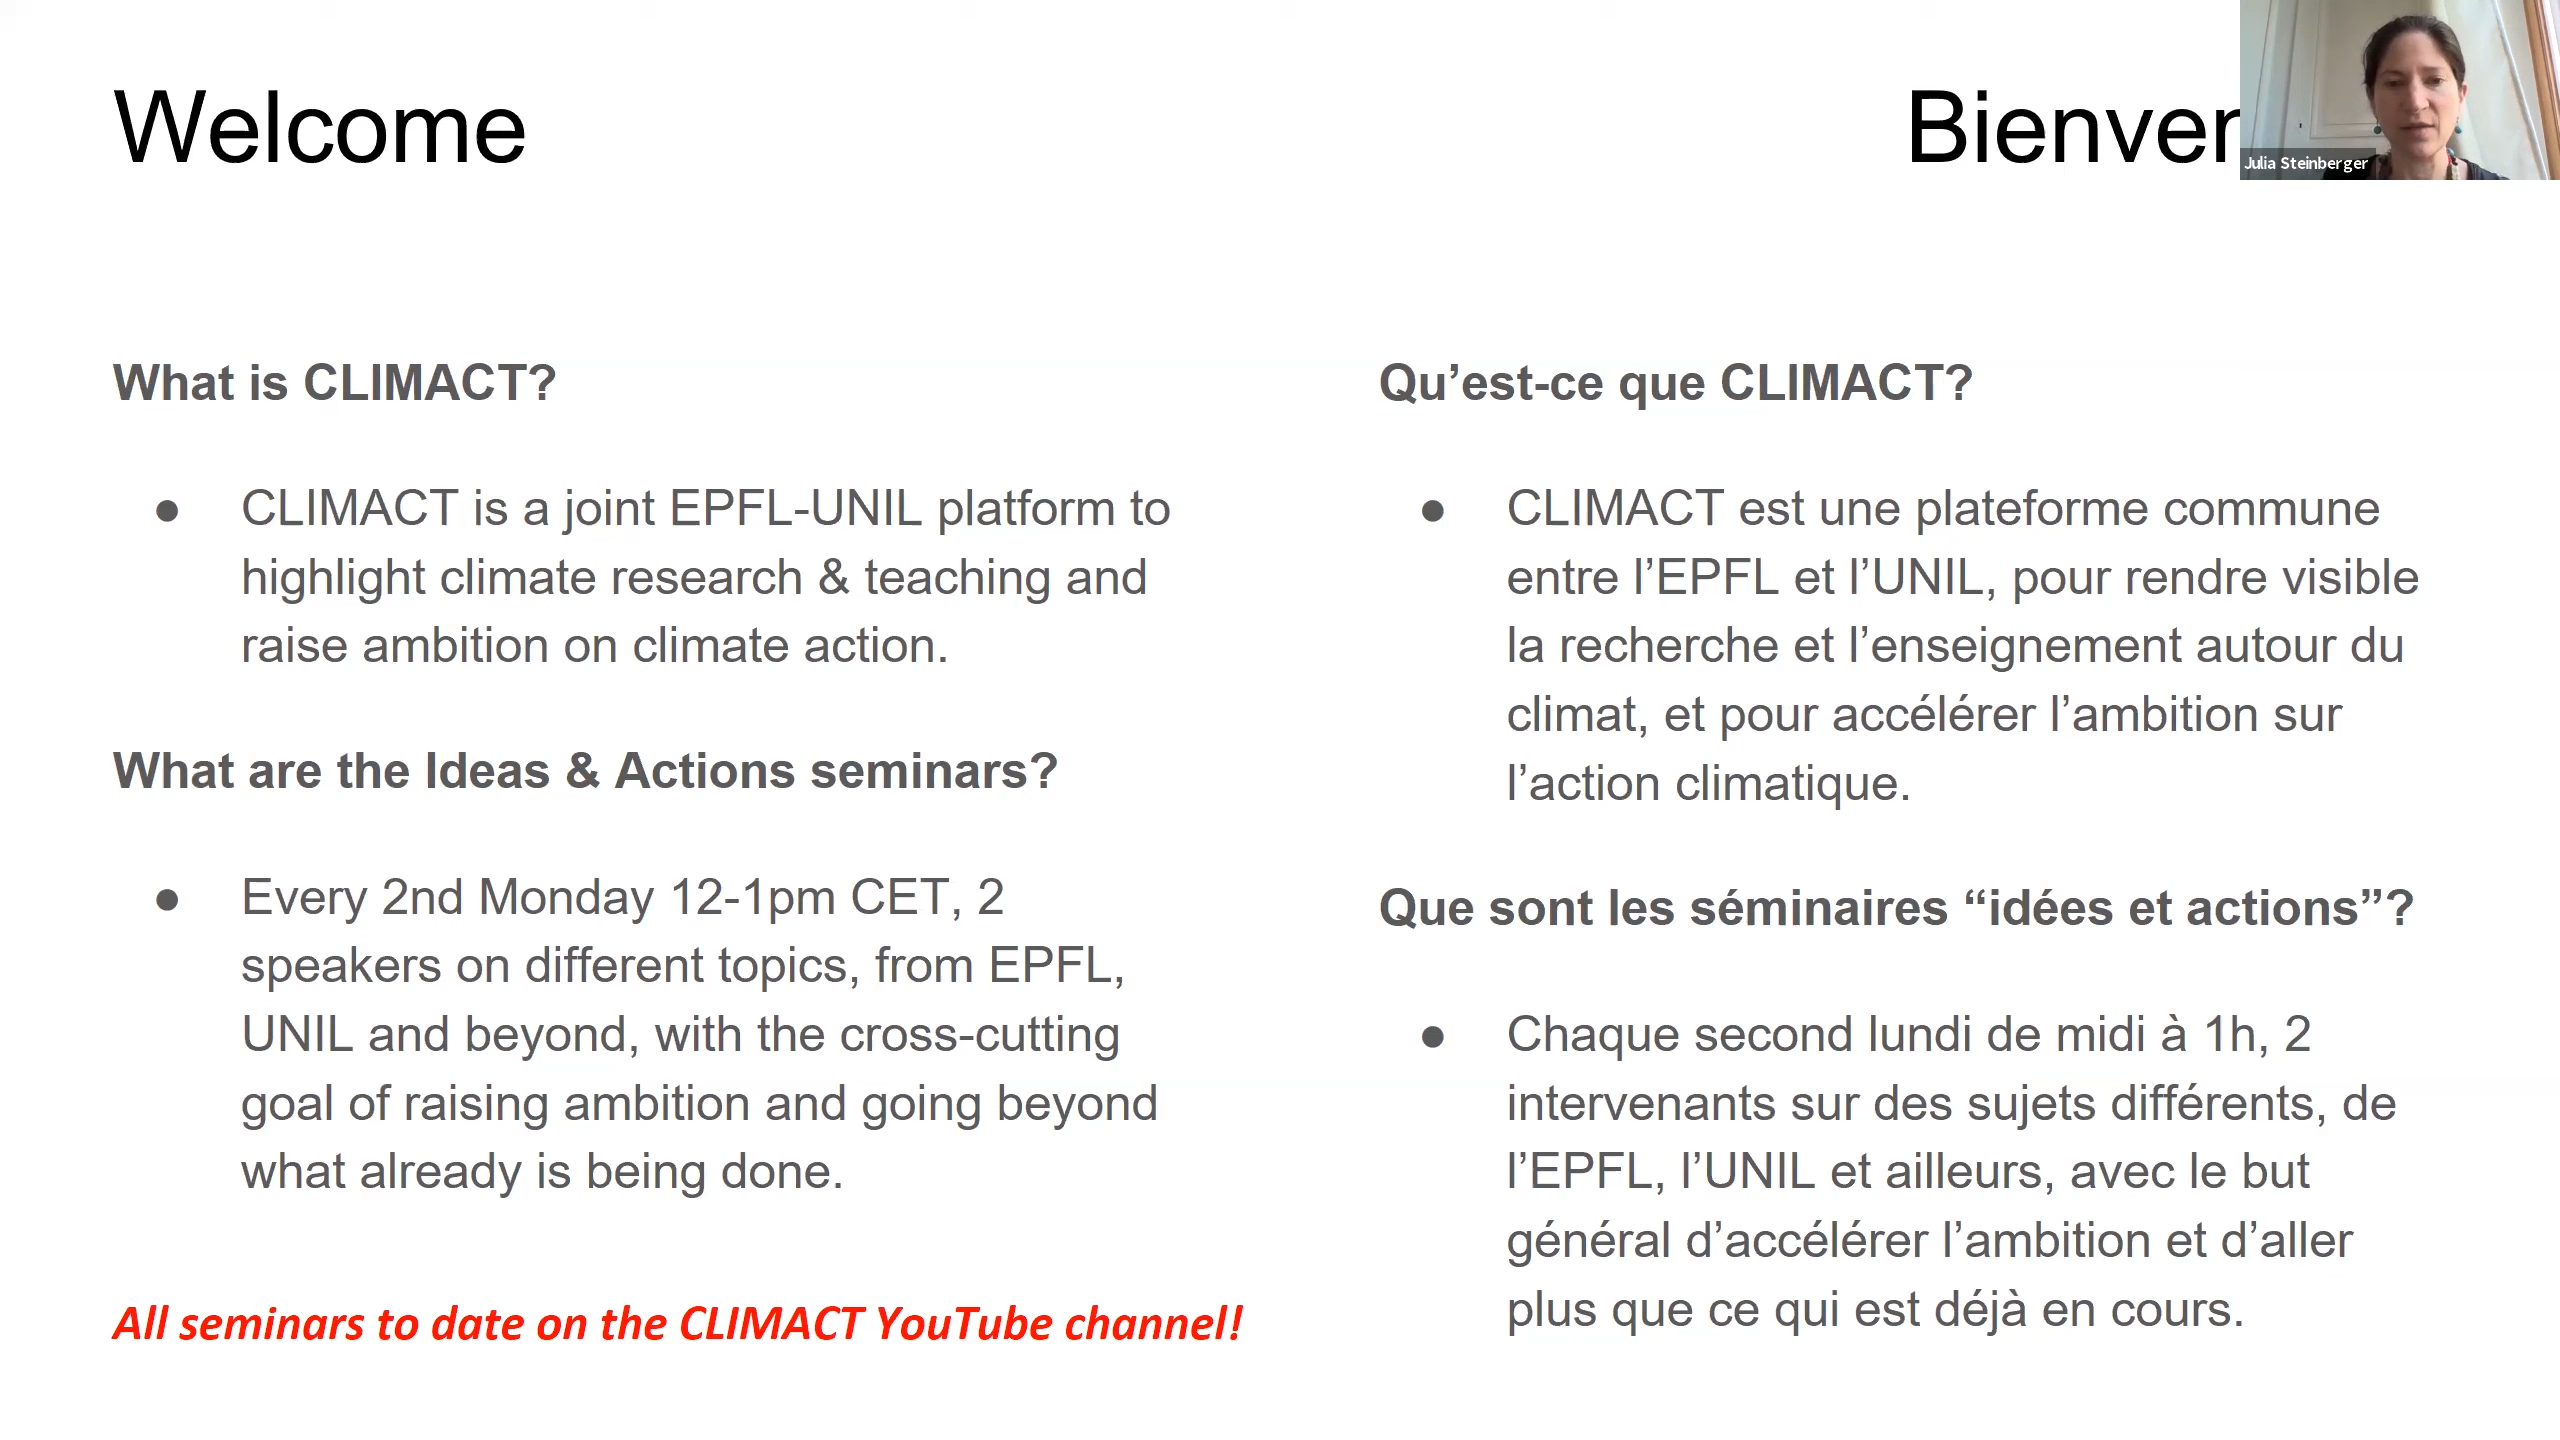 Welcome
Bienven
Julia Steinberger
What is CLIMACT?
● CLIMACT is a joint EPFL-UNIL platform to
highlight climate research & teaching and
raise ambition on climate action.
What are the Ideas & Actions seminars?
● Every 2nd Monday 12-1pm CET, 2
speakers on different topics, from EPFL,
UNIL and beyond, with the cross-cutting
goal of raising ambition and going beyond
what already is being done.
All seminars to date on the CLIMACT YouTube channel!
Qu’est-ce que CLIMACT?
● CLIMACT est une plateforme commune
entre l’EPFL et l’UNIL, pour rendre visible
la recherche et l’enseignement autour du
climat, et pour accélérer l’ambition sur
l’action climatique.
Que sont les séminaires “idées et actions”?
● Chaque second lundi de midi à 1h, 2
intervenants sur des sujets différents, de
l’EPFL, l’UNIL et ailleurs, avec le but
général d’accélérer l’ambition et d’aller
plus que ce qui est déjà en cours.